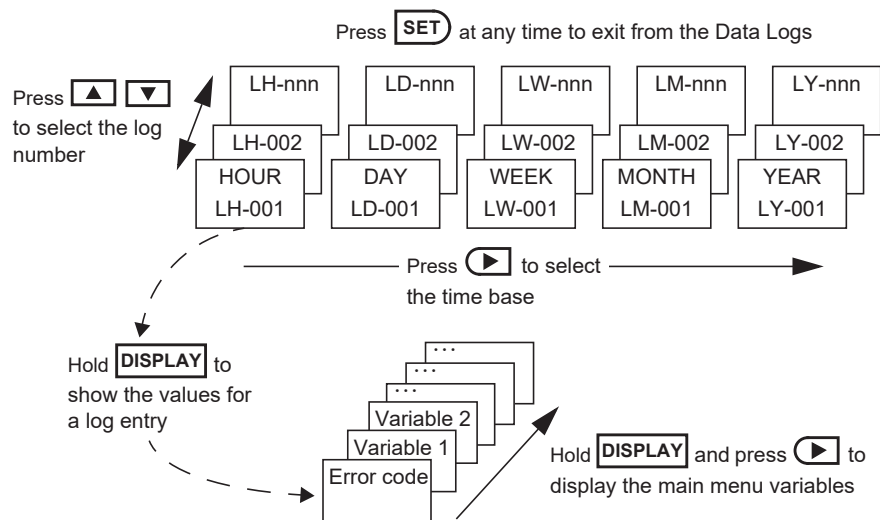 Press SET at any time to exit from the Data Logs
Press ▲ ▼
to select the log
number
LH-nnn LD-nnn LW-nnn LM-nnn LY-nnn
LH-002 LD-002 LW-002 LM-002 LY-002
HOUR DAY WEEK MONTH YEAR
LH-001 LD-001 LW-001 LM-001 LY-001
Press ► to select
the time base
Hold DISPLAY to
show the values for
a log entry
...
...
...
Variable 2
Variable 1
Error code
Hold DISPLAY and press ► to
display the main menu variables